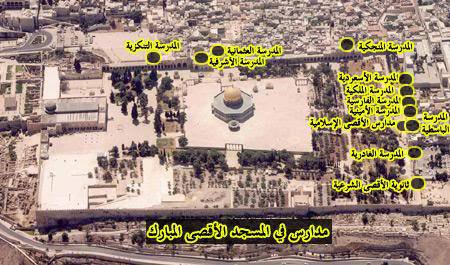 المدرسة المنجكية
المدرسة العثمانية
المدرسة التنكزية
المدرسة الأشرفية
المدرسة الأسعردية
المدرسة الملكية
المدرسة الفارسية
المدرسة الأمينية
المدرسة
الباسطية
مدارس الأقصى الإسلامية
المدرسة الغادرية
ثانوية الأقصى الشرعية
مدارس في المسجد الأقصى المبارك